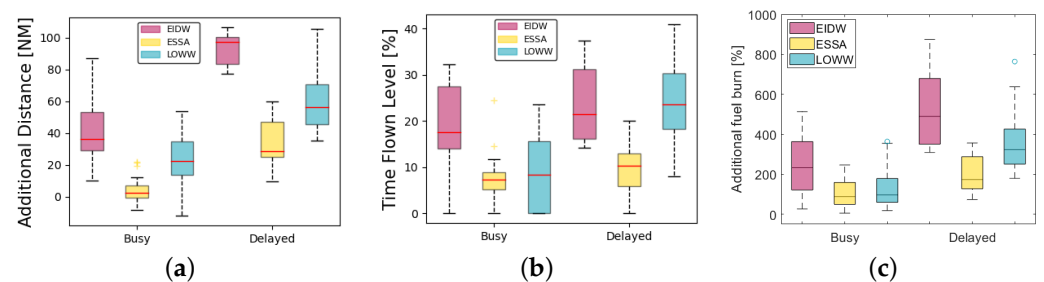 Additional Distance [NM]
100
80
60
40
20
0
EIDW
ESSA
LOWW
Busy
Delayed
(a)
Time Flown Level [%]
40
30
20
10
0
EIDW
ESSA
LOWW
Busy
Delayed
(b)
Additional fuel burn [%]
1000
800
600
400
200
0
EIDW
ESSA
LOWW
Busy
Delayed
(c)